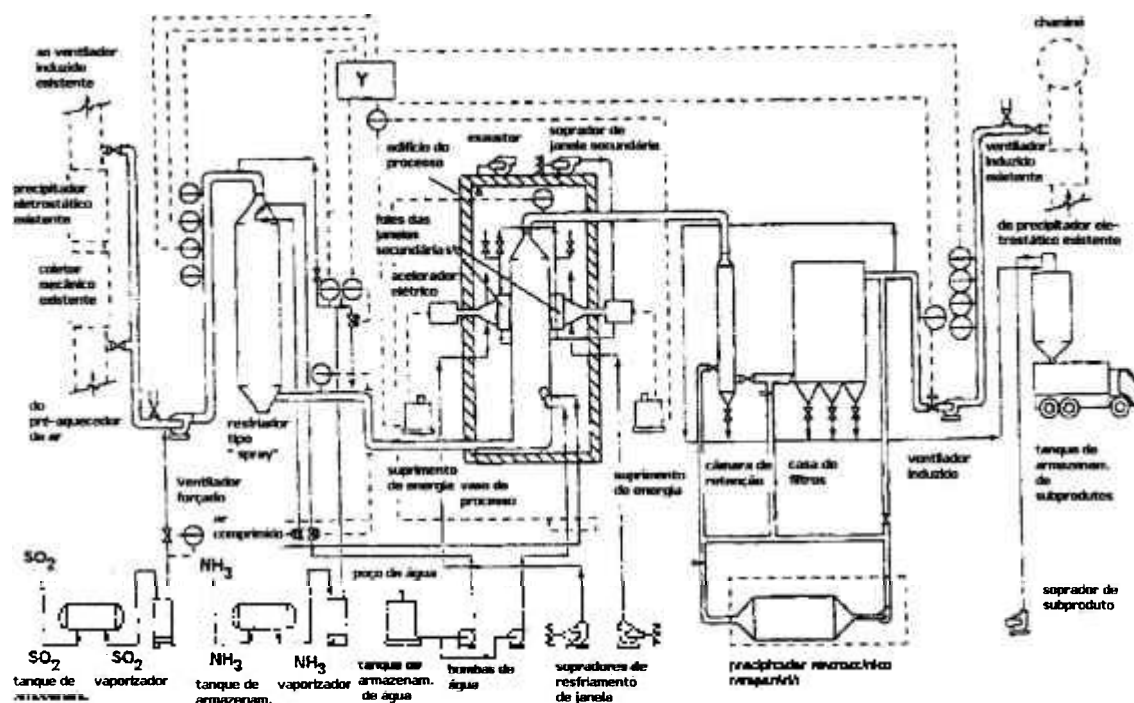 ao ventilador
induzido
existente
precipitador
eletrostático
existente
coletor
mecânico
existente
do
pré-aquecedor
de ar
Y
edifício do
processo
exaustor
soprador de
janela secundária
foles das
janelas
secundária s/c
acelerador
elétrico
chaminé
ventilador
induzido
existente
do precipitador ele-
trostático existente
resfriador
tipo
"spray"
Ventilador
forçado
ar
comprimido
suprimento
de energia
vaso de
processo
suprimento
de energia
câmara de
retenção
casa de
filtros
ventilador
induzido
tanque de
armazenam.
de
subprodutos
soprador de
subproduto
poço de água
SO2
NH3
SO2
SO2
tanque de
vaporizador
NH3
NH3
tanque de
armazenam.
vaporizador
tanque de
armazenam.
de água
bombas de
água
sopradores de
resfriamento
de janela
precipitador